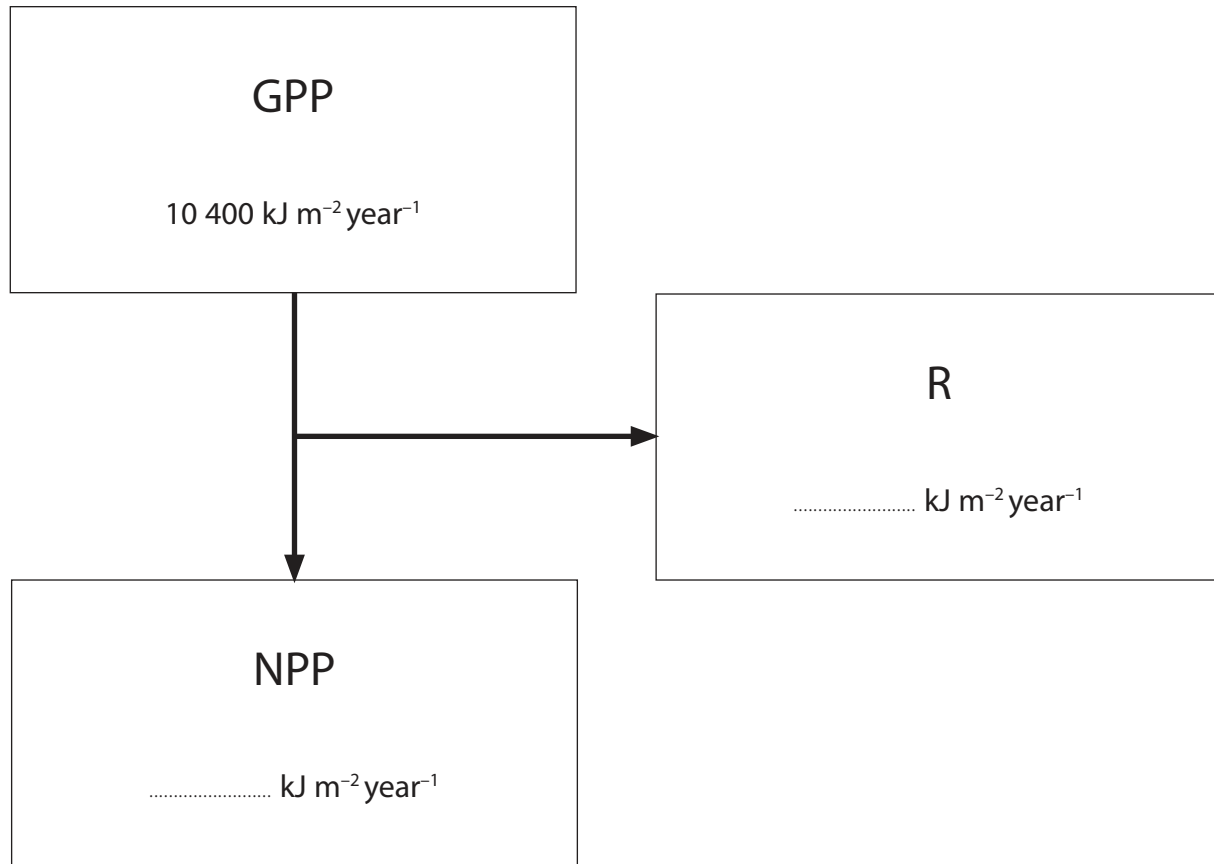 GPP
10 400 kJ m⁻² year⁻¹
R
......................... kJ m⁻² year⁻¹
NPP
......................... kJ m⁻² year⁻¹